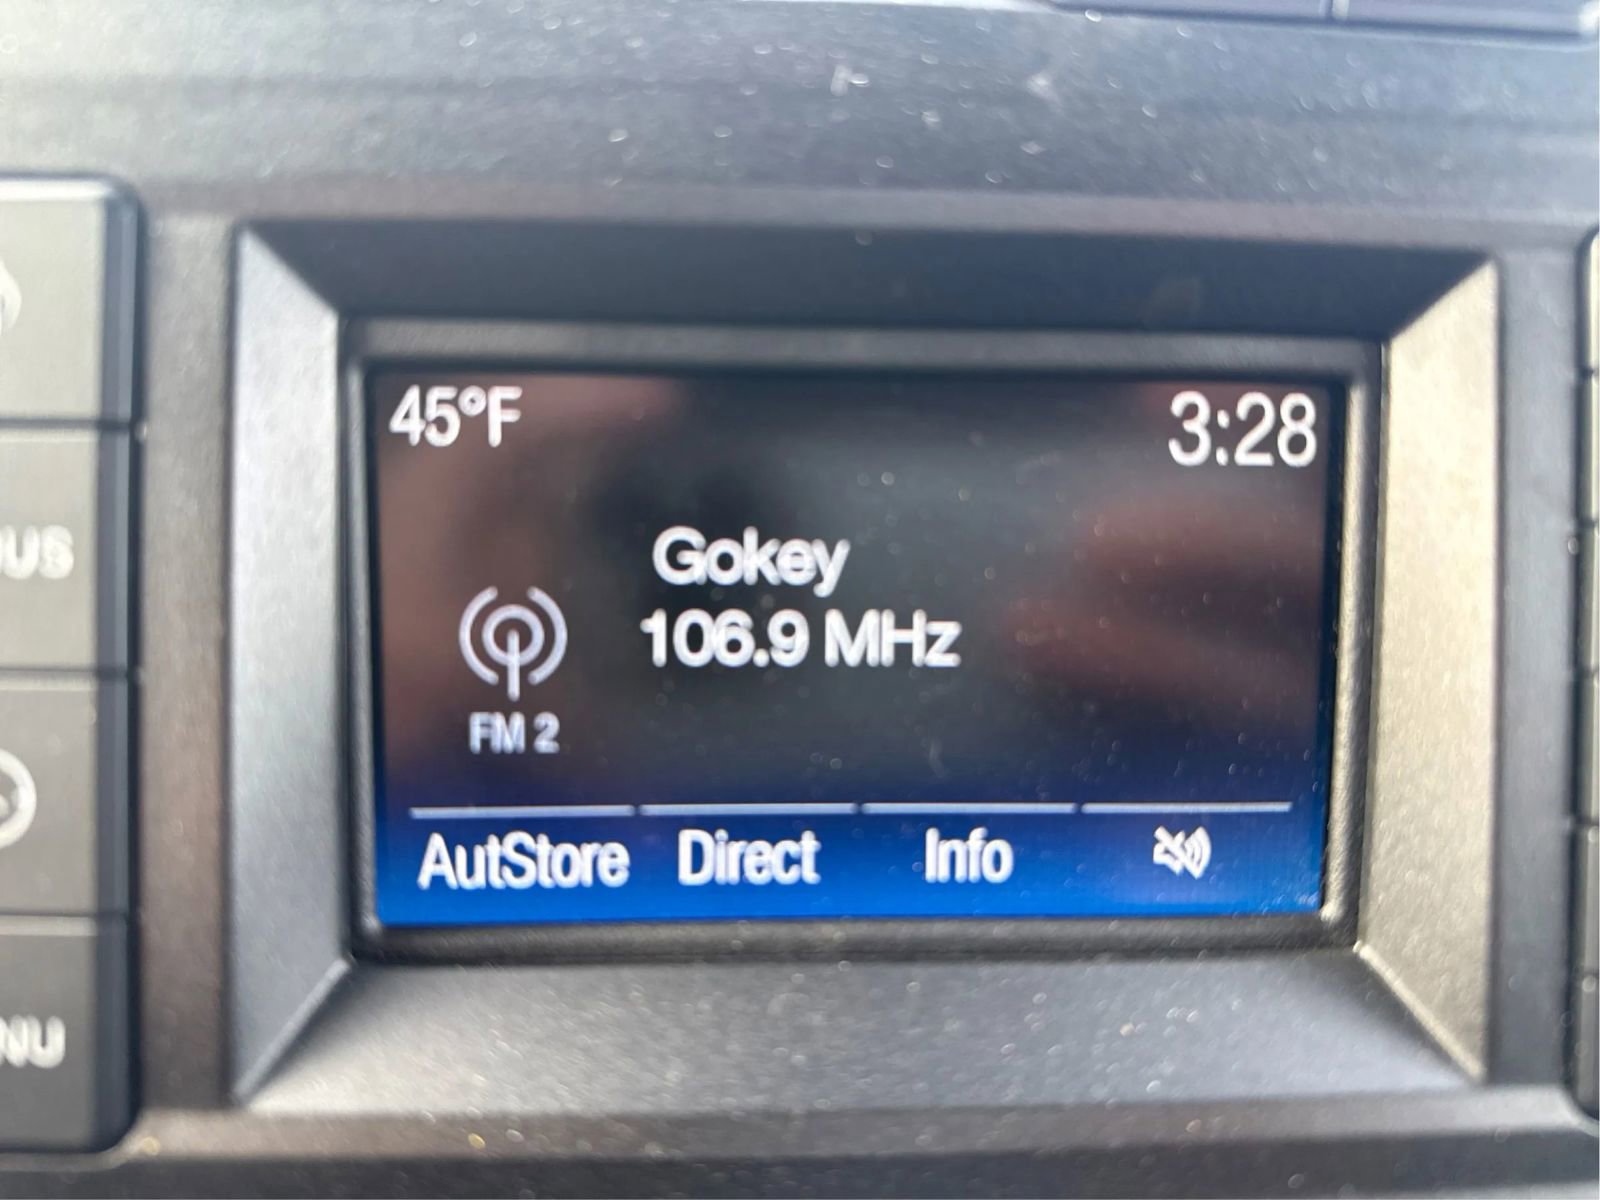 45°F
3:28
Gokey
106.9 MHz
FM 2
AutStore
Direct
Info